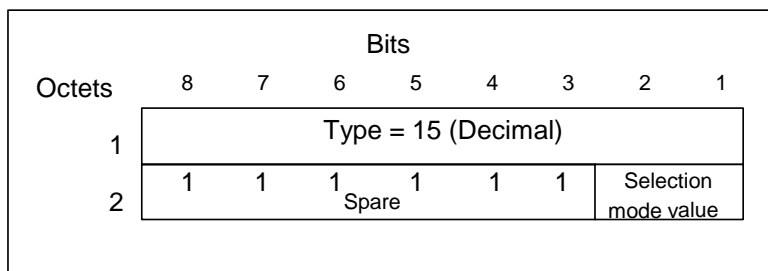 Bits
Octets 8 7 6 5 4 3 2 1
1 Type = 15 (Decimal)
2 1 1 1 1 1 1 Selection
Spare mode value